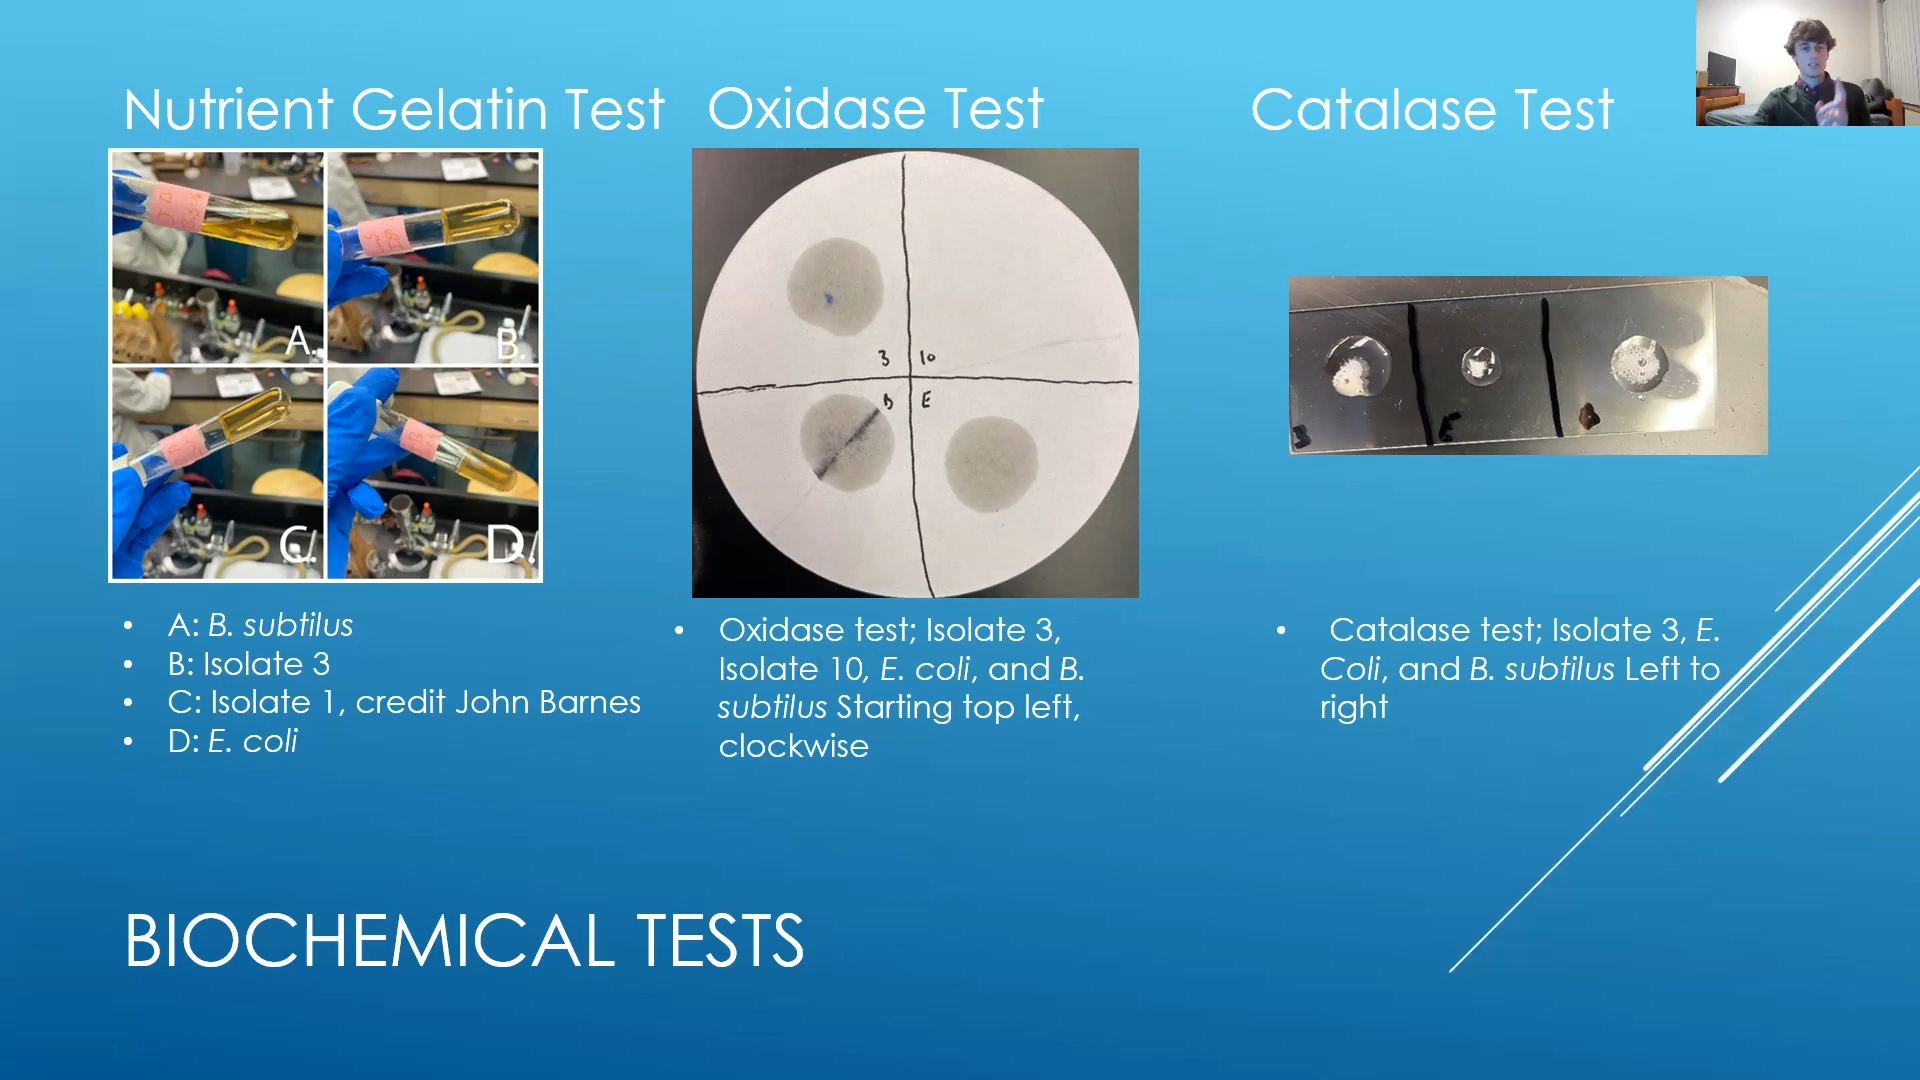 Nutrient Gelatin Test
A.
B.
C.
D.
• A: B. subtilus
• B: Isolate 3
• C: Isolate 1, credit John Barnes
• D: E. coli
Oxidase Test
3 10
B E
• Oxidase test; Isolate 3,
Isolate 10, E. coli, and B.
subtilus Starting top left,
clockwise
Catalase Test
3
E
• Catalase test; Isolate 3, E.
Coli, and B. subtilus Left to
right
BIOCHEMICAL TESTS